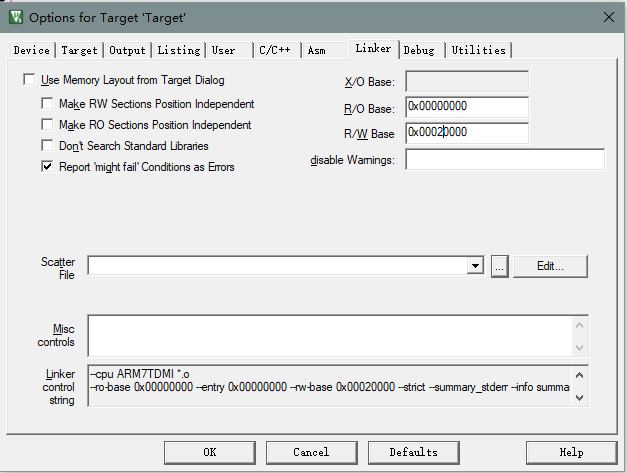 Options for Target 'Target'
Device Target Output Listing User C/C++ Asm Linker Debug Utilities
Use Memory Layout from Target Dialog
Make RW Sections Position Independent
Make RO Sections Position Independent
Don't Search Standard Libraries
Report 'might fail' Conditions as Errors
X/O Base:
R/O Base: 0x00000000
R/W Base 0x00020000
disable Warnings:
Scatter
File
... Edit...
Misc
controls
Linker
control
string
--cpu ARM7TDMI *.o
--ro-base 0x00000000 --entry 0x00000000 --rw-base 0x00020000 --strict --summary_stderr --info summa
OK Cancel Defaults Help